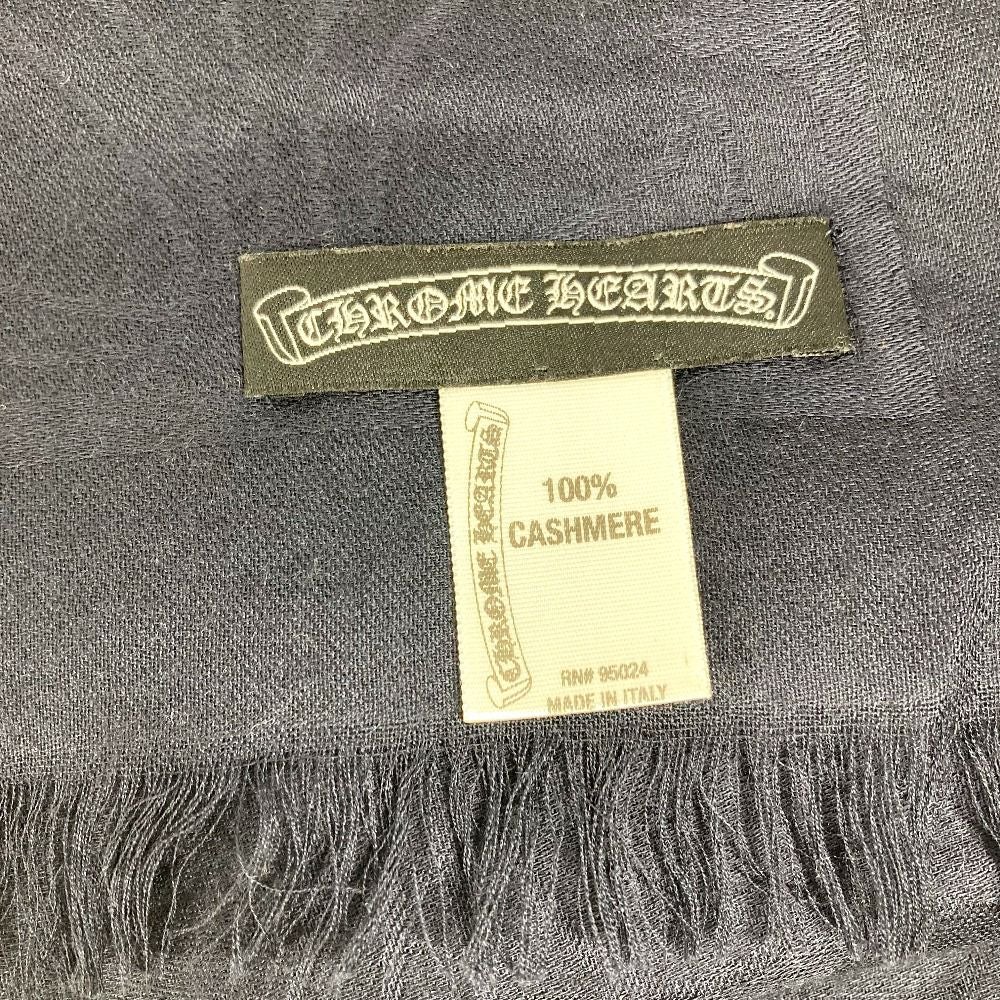 CHROME HEARTS®
CHROME HEARTS
100%
CASHMERE
RN# 95024
MADE IN ITALY